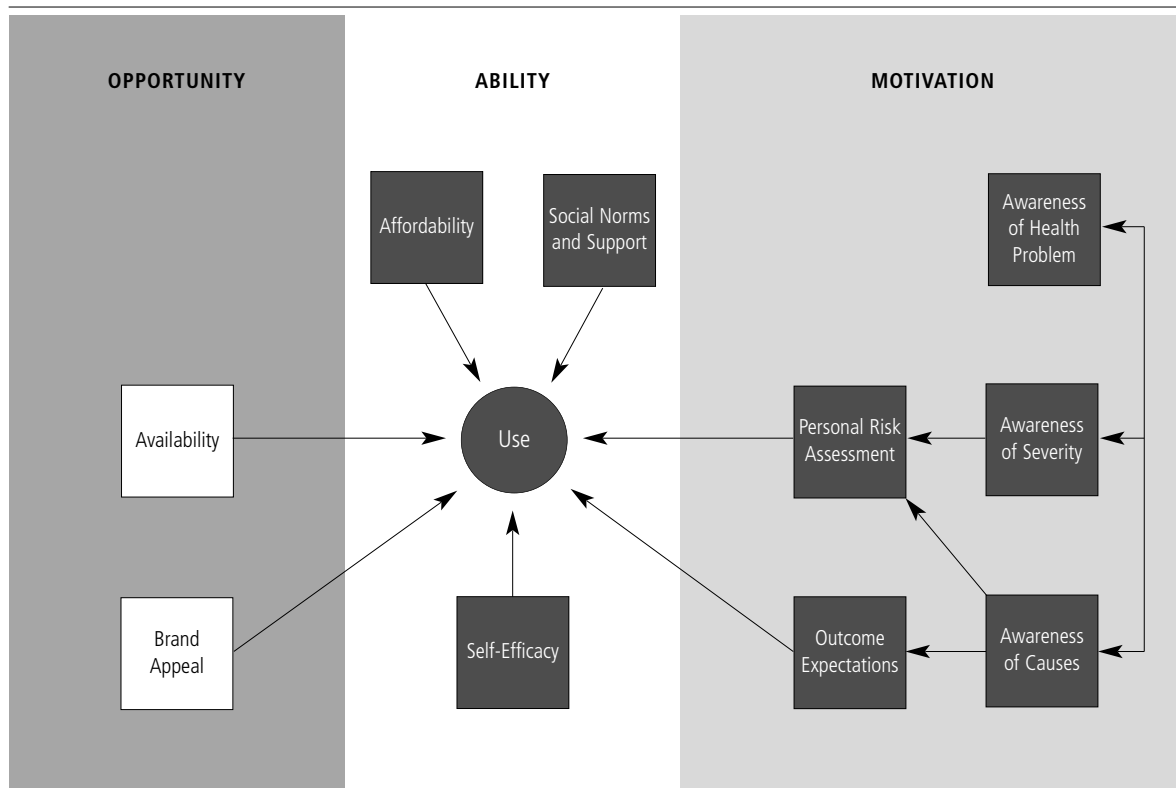 OPPORTUNITY
ABILITY
MOTIVATION
Affordability
Social Norms
and Support
Awareness
of Health
Problem
Availability
Use
Personal Risk
Assessment
Awareness
of Severity
Brand
Appeal
Self-Efficacy
Outcome
Expectations
Awareness
of Causes